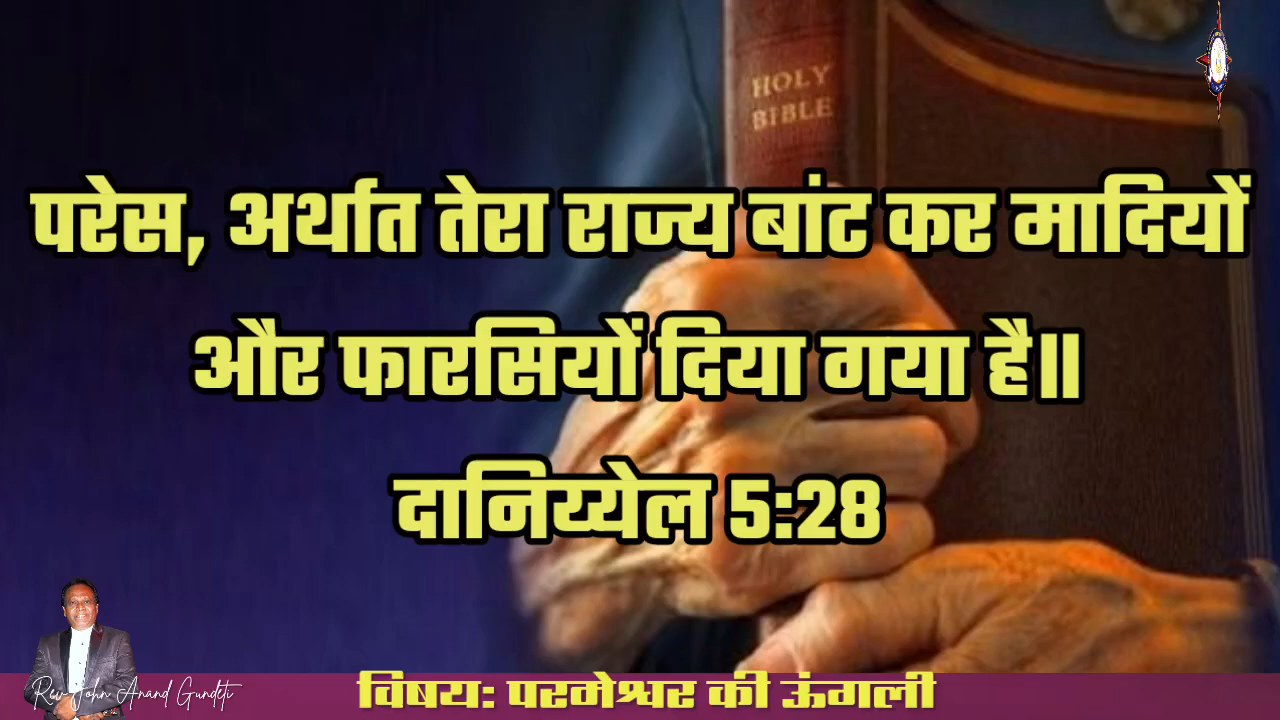 HOLY
BIBLE
परेस, अर्थात तेरा राज्य बांट कर मादियों
और फारसियों दिया गया है॥
दानिय्येल 5:28
Rev John Anand Gundeti
विषय: परमेश्वर की ऊंगली